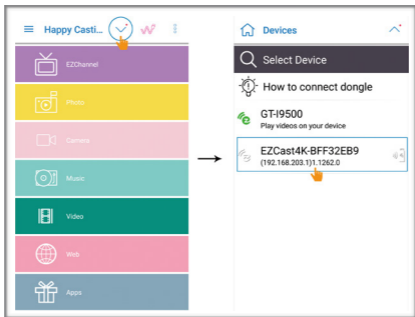 Happy Casti...
EZChannel
Photo
Camera
Music
Video
Web
Apps
Devices
Select Device
How to connect dongle
GT-I9500
Play videos on your device
EZCast4K-BFF32EB9
(192.168.203.1)1.1262.0